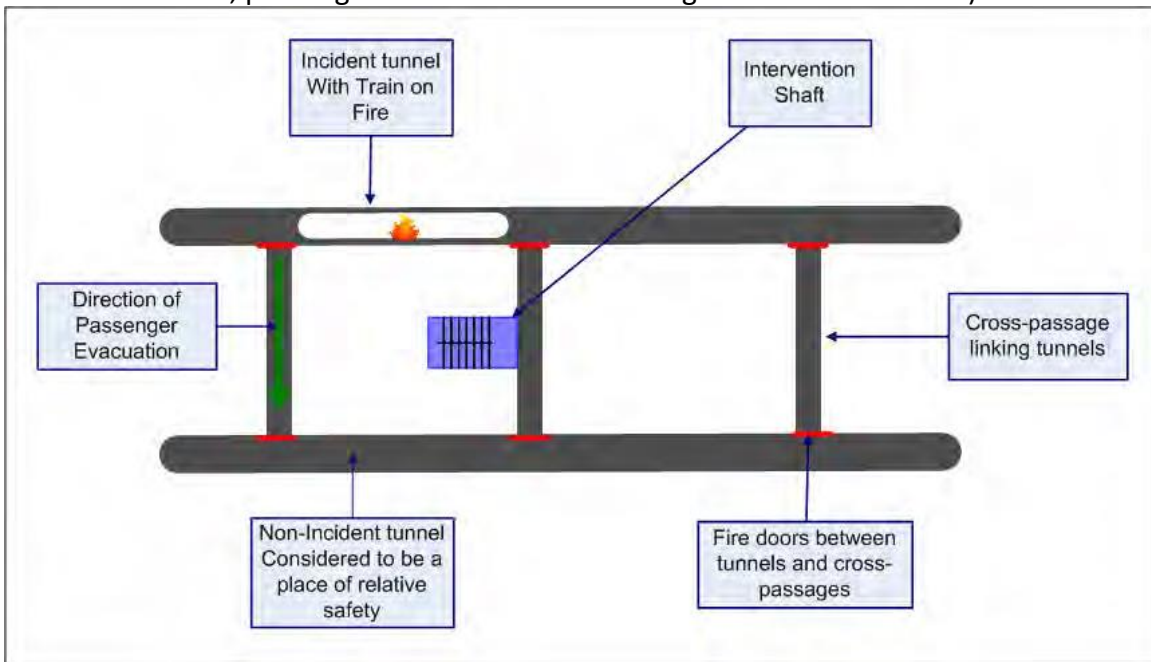 Incident tunnel
With Train on
Fire
Intervention
Shaft
Direction of
Passenger
Evacuation
Cross-passage
linking tunnels
Non-Incident tunnel
Considered to be a
place of relative
safety
Fire doors between
tunnels and cross-
passages